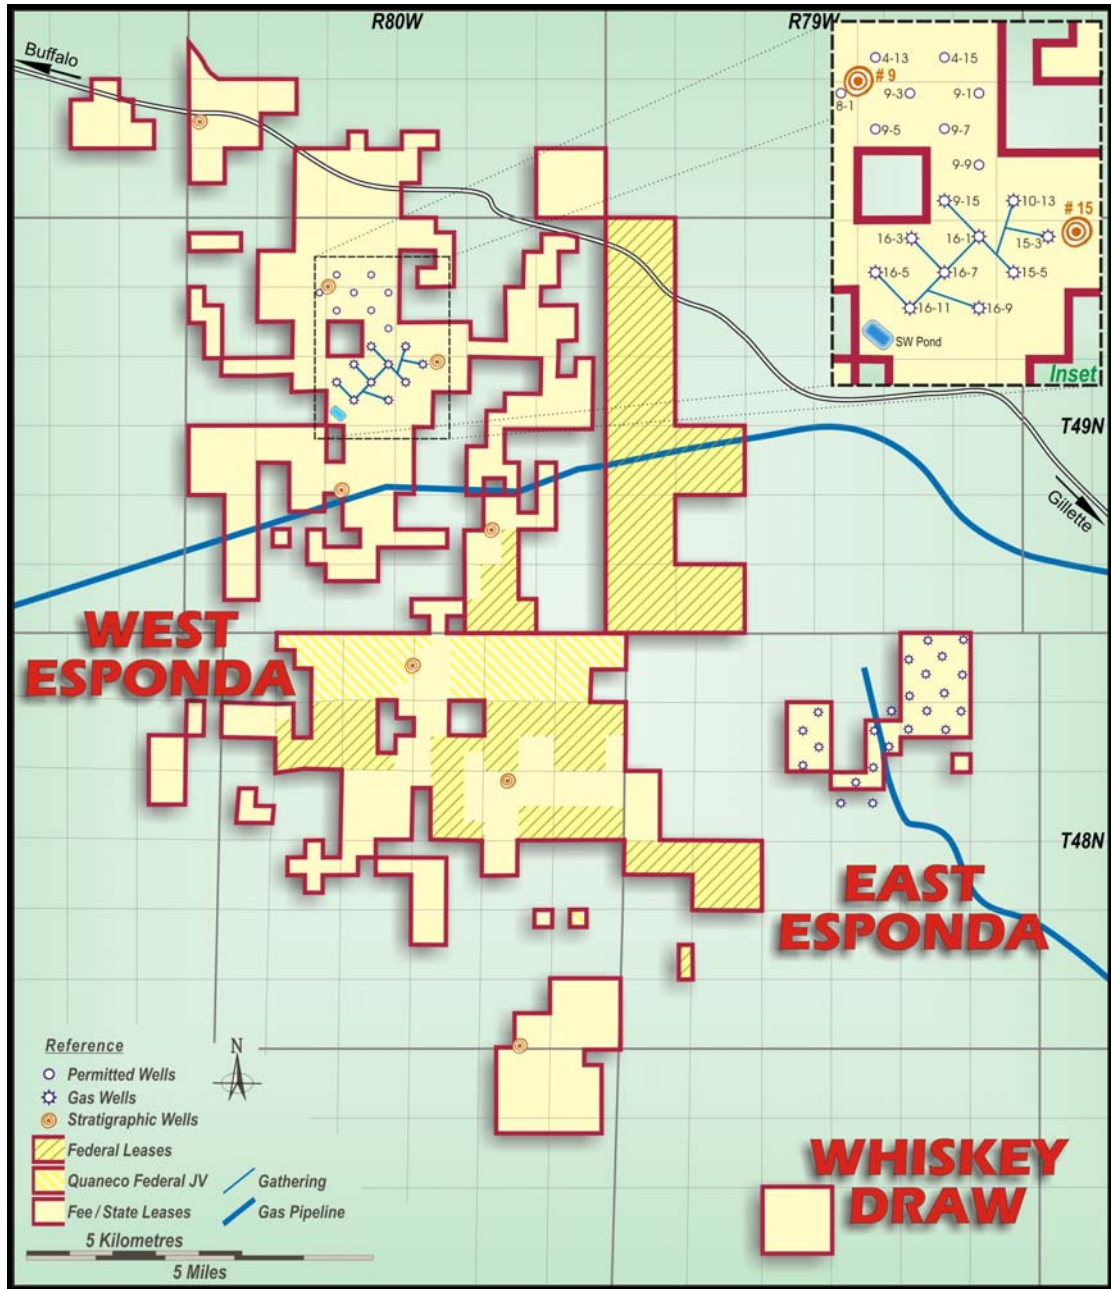 R80W
R79W
Buffalo
4-13
4-15
# 9
8-1
9-3
9-1
9-5
9-7
9-9
9-15
10-13
# 15
16-3
16-1
15-3
16-5
16-7
15-5
16-11
16-9
SW Pond
Inset
T49N
Gillette
WEST
ESPONDA
T48N
EAST
ESPONDA
Reference
N
Permitted Wells
Gas Wells
Stratigraphic Wells
Federal Leases
Quaneco Federal JV
Gathering
Fee / State Leases
Gas Pipeline
5 Kilometres
5 Miles
WHISKEY
DRAW